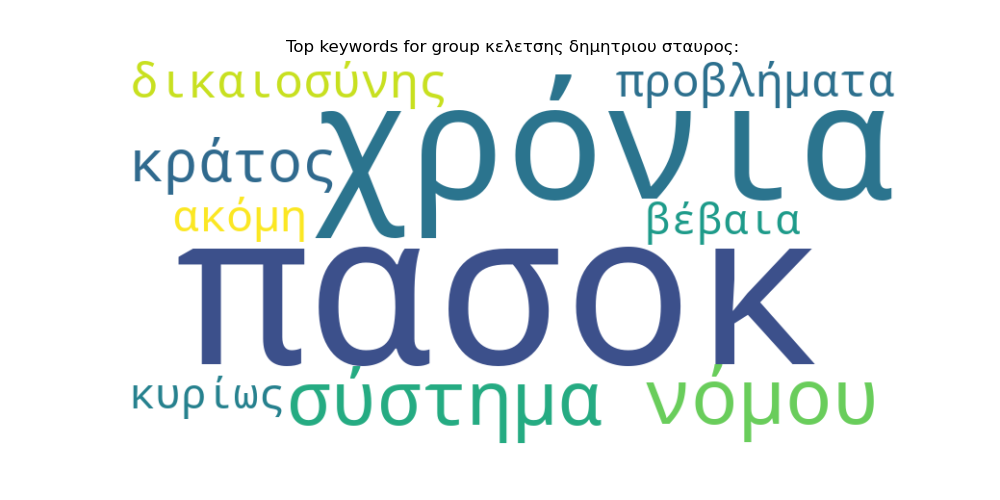 Top keywords for group κελετσης δημητριου σταυρος:
δικαιοσύνης προβλήματα
χρόνια
κράτος
ακόμη βέβαια
πασοκ
κυρίως σύστημα νόμου